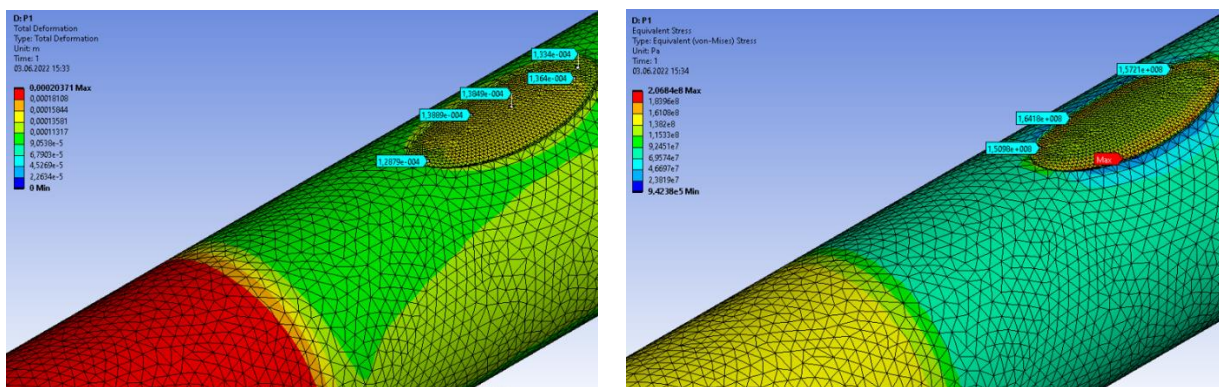 D: P1
Total Deformation
Type: Total Deformation
Unit: m
Time: 1
03.06.2022 15:33
0,00020371 Max
0,00018108
0,00015844
0,00013581
0,00011317
9,0538e-5
6,7903e-5
4,5269e-5
2,2634e-5
0 Min
1,334e-004
1,364e-004
1,3849e-004
1,3889e-004
1,2879e-004
D: P1
Equivalent Stress
Type: Equivalent (von-Mises) Stress
Unit: Pa
Time: 1
03.06.2022 15:34
2,0684e8 Max
1,8396e8
1,6108e8
1,382e8
1,1533e8
9,2451e7
6,9574e7
4,6697e7
2,3819e7
9,4238e5 Min
1,5721e+008
1,6418e+008
1,5098e+008
Max